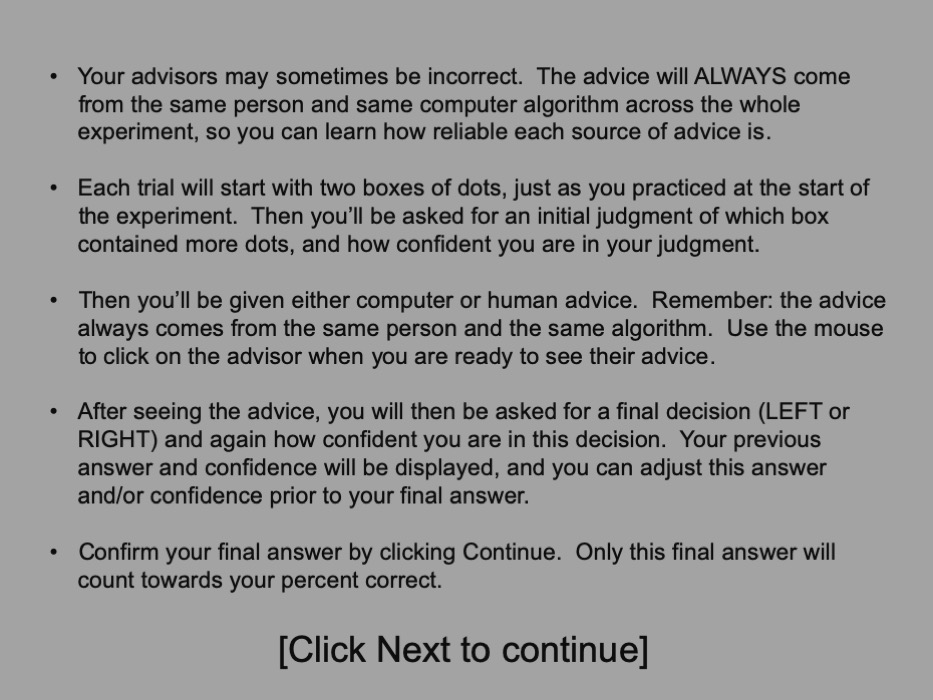 • Your advisors may sometimes be incorrect.  The advice will ALWAYS come
from the same person and same computer algorithm across the whole
experiment, so you can learn how reliable each source of advice is.
• Each trial will start with two boxes of dots, just as you practiced at the start of
the experiment.  Then you’ll be asked for an initial judgment of which box
contained more dots, and how confident you are in your judgment.
• Then you’ll be given either computer or human advice.  Remember: the advice
always comes from the same person and the same algorithm.  Use the mouse
to click on the advisor when you are ready to see their advice.
• After seeing the advice, you will then be asked for a final decision (LEFT or
RIGHT) and again how confident you are in this decision.  Your previous
answer and confidence will be displayed, and you can adjust this answer
and/or confidence prior to your final answer.
• Confirm your final answer by clicking Continue.  Only this final answer will
count towards your percent correct.
[Click Next to continue]